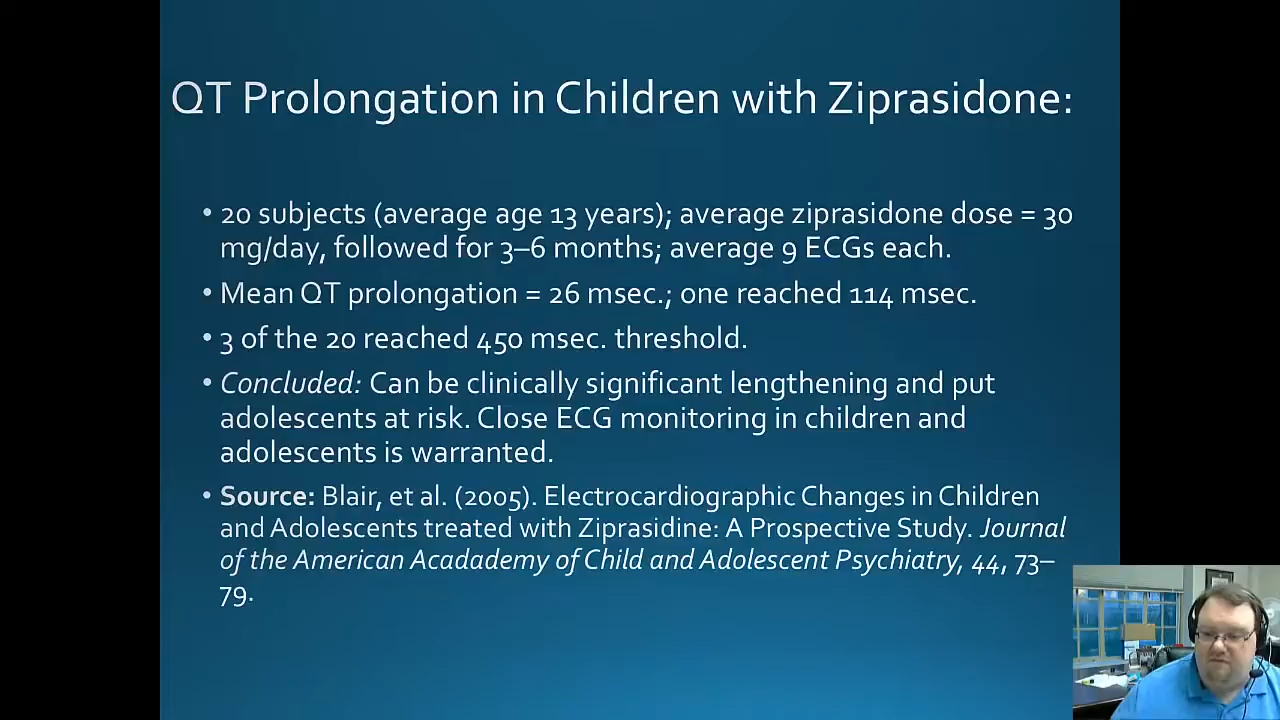 QT Prolongation in Children with Ziprasidone:
• 20 subjects (average age 13 years); average ziprasidone dose = 30
mg/day, followed for 3–6 months; average 9 ECGs each.
• Mean QT prolongation = 26 msec.; one reached 114 msec.
• 3 of the 20 reached 450 msec. threshold.
• Concluded: Can be clinically significant lengthening and put
adolescents at risk. Close ECG monitoring in children and
adolescents is warranted.
• Source: Blair, et al. (2005). Electrocardiographic Changes in Children
and Adolescents treated with Ziprasidine: A Prospective Study. Journal
of the American Acadademy of Child and Adolescent Psychiatry, 44, 73–
79.